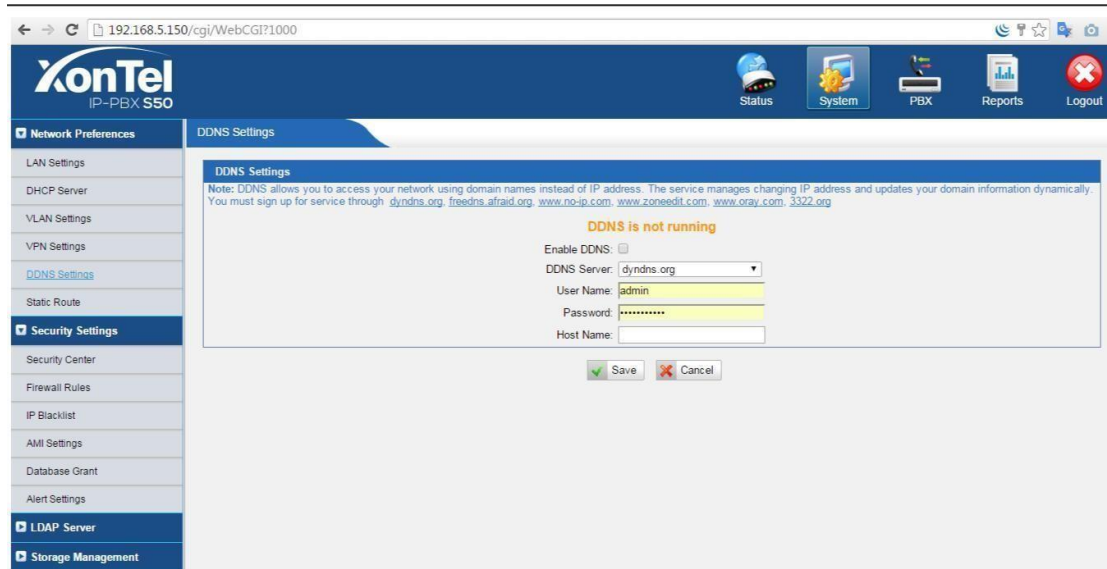 192.168.5.150/cgi/WebCGI?1000
XonTel
IP-PBX S50
Status
System
PBX
Reports
Logout
Network Preferences
LAN Settings
DHCP Server
VLAN Settings
VPN Settings
DDNS Settings
Static Route
Security Settings
Security Center
Firewall Rules
IP Blacklist
AMI Settings
Database Grant
Alert Settings
LDAP Server
Storage Management
DDNS Settings
DDNS Settings
Note: DDNS allows you to access your network using domain names instead of IP address. The service manages changing IP address and updates your domain information dynamically.
You must sign up for service through dyndns.org, freedns.afraid.org, www.no-ip.com, www.zoneedit.com, www.oray.com, 3322.org
DDNS is not running
Enable DDNS:
DDNS Server: dyndns.org
User Name: admin
Password: •••••••••••
Host Name:
Save Cancel